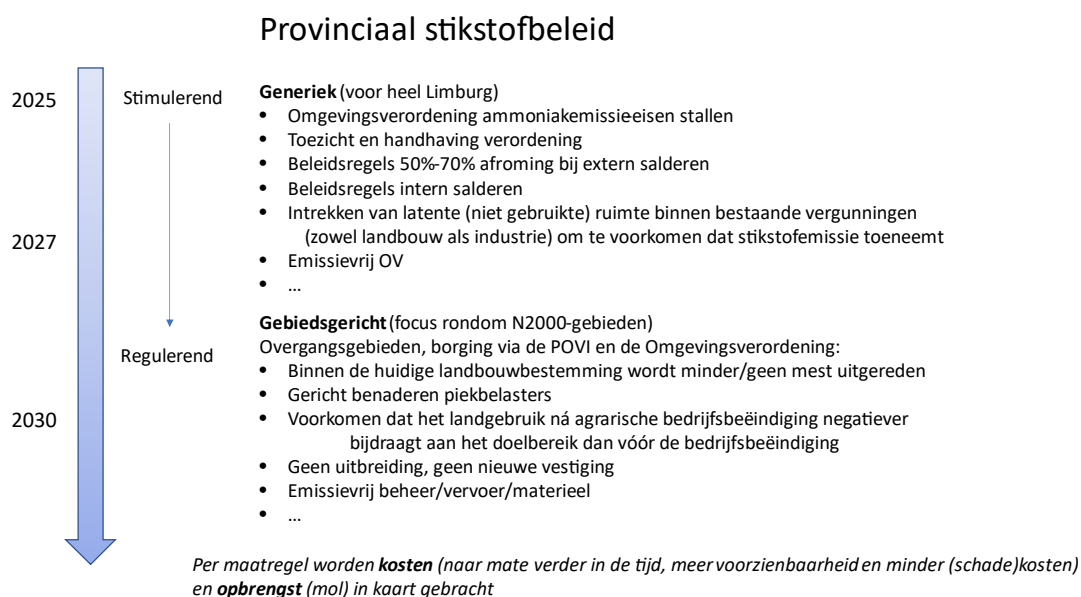 Provinciaal stikstofbeleid
2025
Stimulerend
Generiek (voor heel Limburg)
• Omgevingsverordening ammoniakemissie-eisen stallen
• Toezicht en handhaving verordening
• Beleidsregels 50%-70% afroming bij extern salderen
• Beleidsregels intern salderen
• Intrekken van latente (niet gebruikte) ruimte binnen bestaande vergunningen
(zowel landbouw als industrie) om te voorkomen dat stikstofemissie toeneemt
2027
• Emissievrij OV
• ...
Gebiedsgericht (focus rondom N2000-gebieden)
Regulerend
Overgangsgebieden, borging via de POVI en de Omgevingsverordening:
• Binnen de huidige landbouwbestemming wordt minder/geen mest uitgereden
• Gericht benaderen piekbelasters
2030
• Voorkomen dat het landgebruik ná agrarische bedrijfsbeëindiging negatiever
bijdraagt aan het doelbereik dan vóór de bedrijfsbeëindiging
• Geen uitbreiding, geen nieuwe vestiging
• Emissievrij beheer/vervoer/materieel
• ...
Per maatregel worden kosten (naar mate verder in de tijd, meer voorzienbaarheid en minder (schade)kosten)
en opbrengst (mol) in kaart gebracht